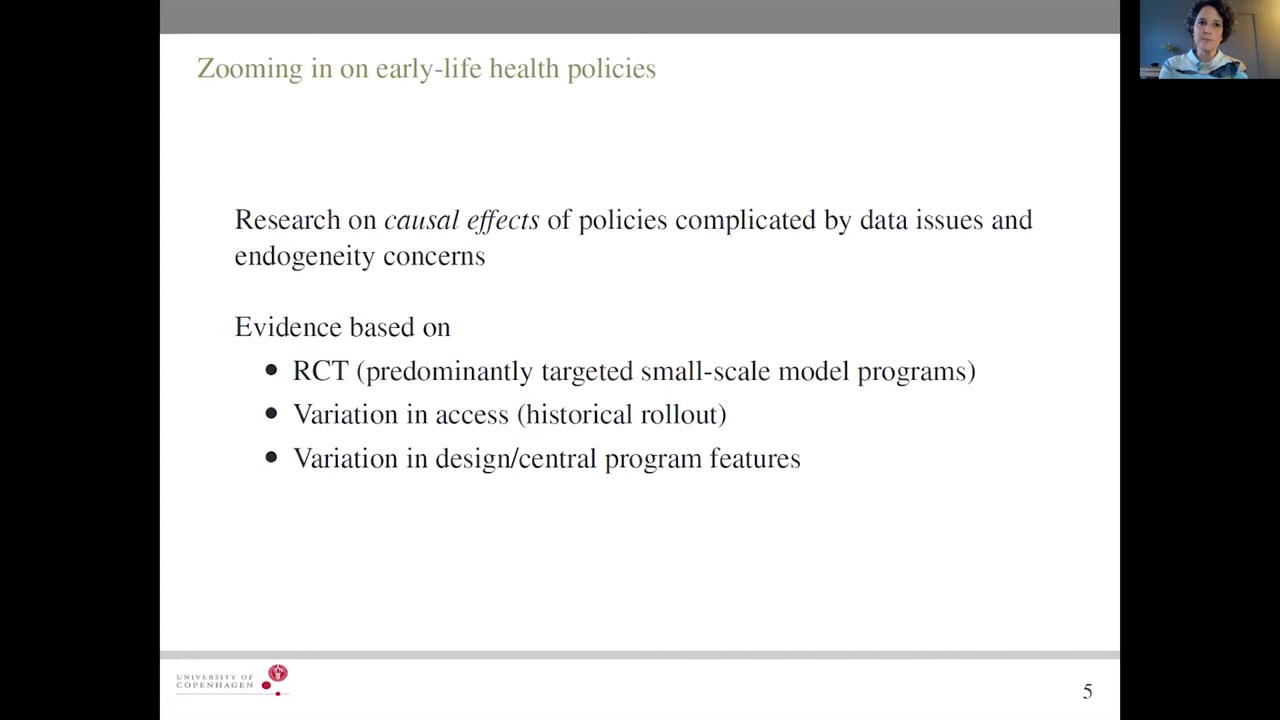 Zooming in on early-life health policies
Research on causal effects of policies complicated by data issues and
endogeneity concerns
Evidence based on
• RCT (predominantly targeted small-scale model programs)
• Variation in access (historical rollout)
• Variation in design/central program features
UNIVERSITY OF
COPENHAGEN
5